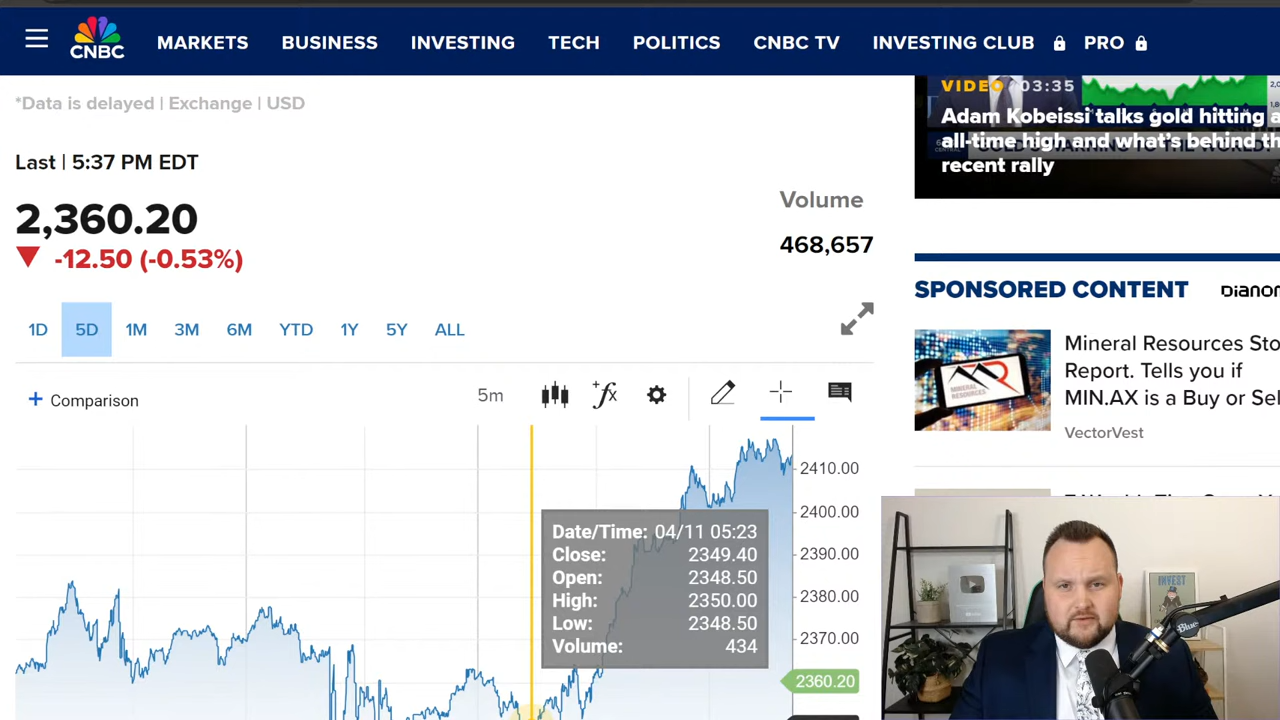 CNBC
MARKETS BUSINESS INVESTING TECH POLITICS CNBC TV INVESTING CLUB PRO
*Data is delayed | Exchange | USD
Last | 5:37 PM EDT
2,360.20
-12.50 (-0.53%)
Volume
468,657
1D 5D 1M 3M 6M YTD 1Y 5Y ALL
+ Comparison
5m
Date/Time: 04/11 05:23
Close: 2349.40
Open: 2348.50
High: 2350.00
Low: 2348.50
Volume: 434
2410.00
2400.00
2390.00
2380.00
2370.00
2360.20
VIDEO 03:35
Adam Kobeissi talks gold hitting a
all-time high and what's behind th
recent rally
SPONSORED CONTENT
Mineral Resources Sto
Report. Tells you if
MIN.AX is a Buy or Sel
VectorVest
MINERAL
RESOURCES
INVEST
Blue